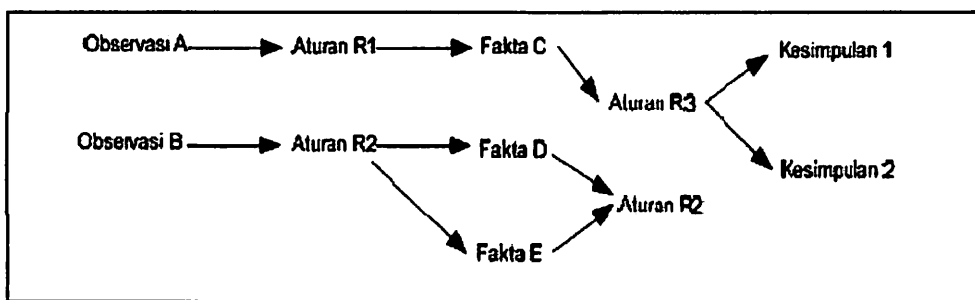 Observasi A Aturan R1 Fakta C Kesimpulan 1
Aturan R3
Observasi B Aturan R2 Fakta D Kesimpulan 2
Aturan R2
Fakta E